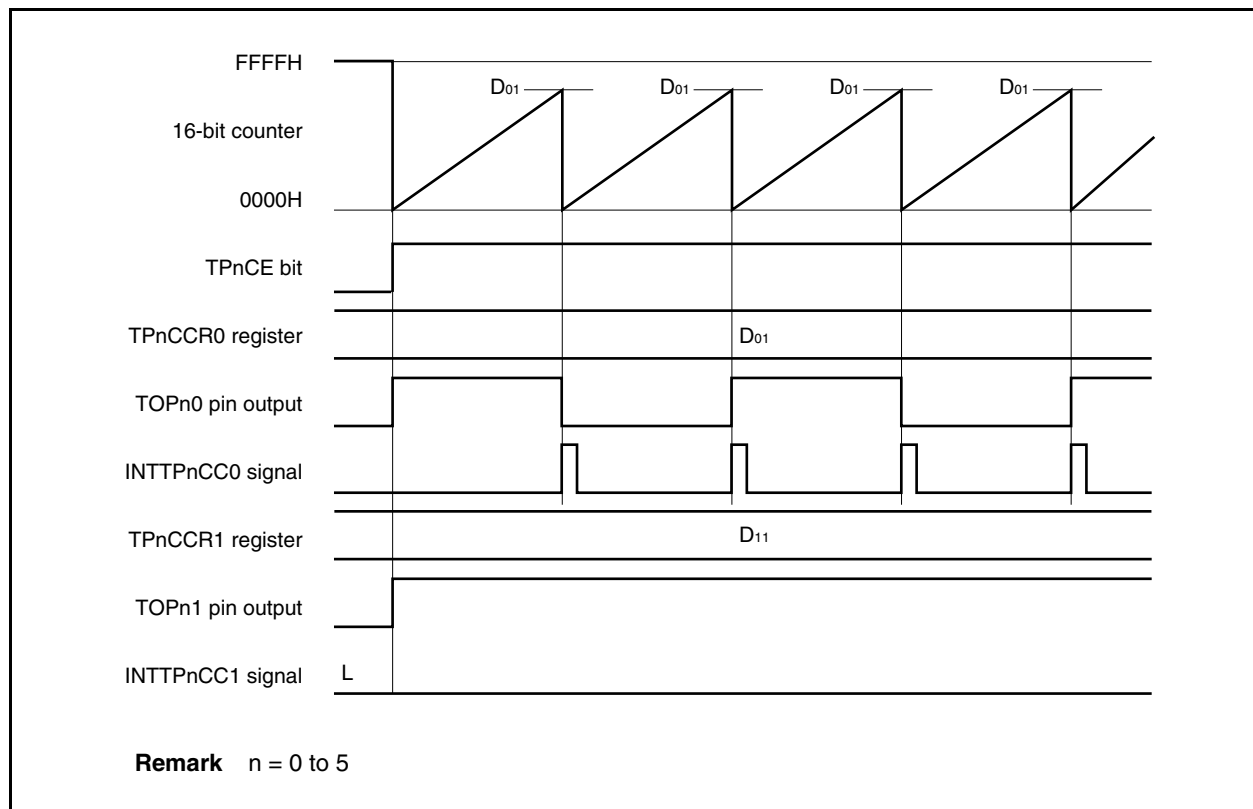 FFFFH
D01 D01 D01 D01
16-bit counter
0000H
TPnCE bit
TPnCCR0 register
D01
TOPn0 pin output
INTTPnCC0 signal
TPnCCR1 register
D11
TOPn1 pin output
INTTPnCC1 signal L
Remark n = 0 to 5